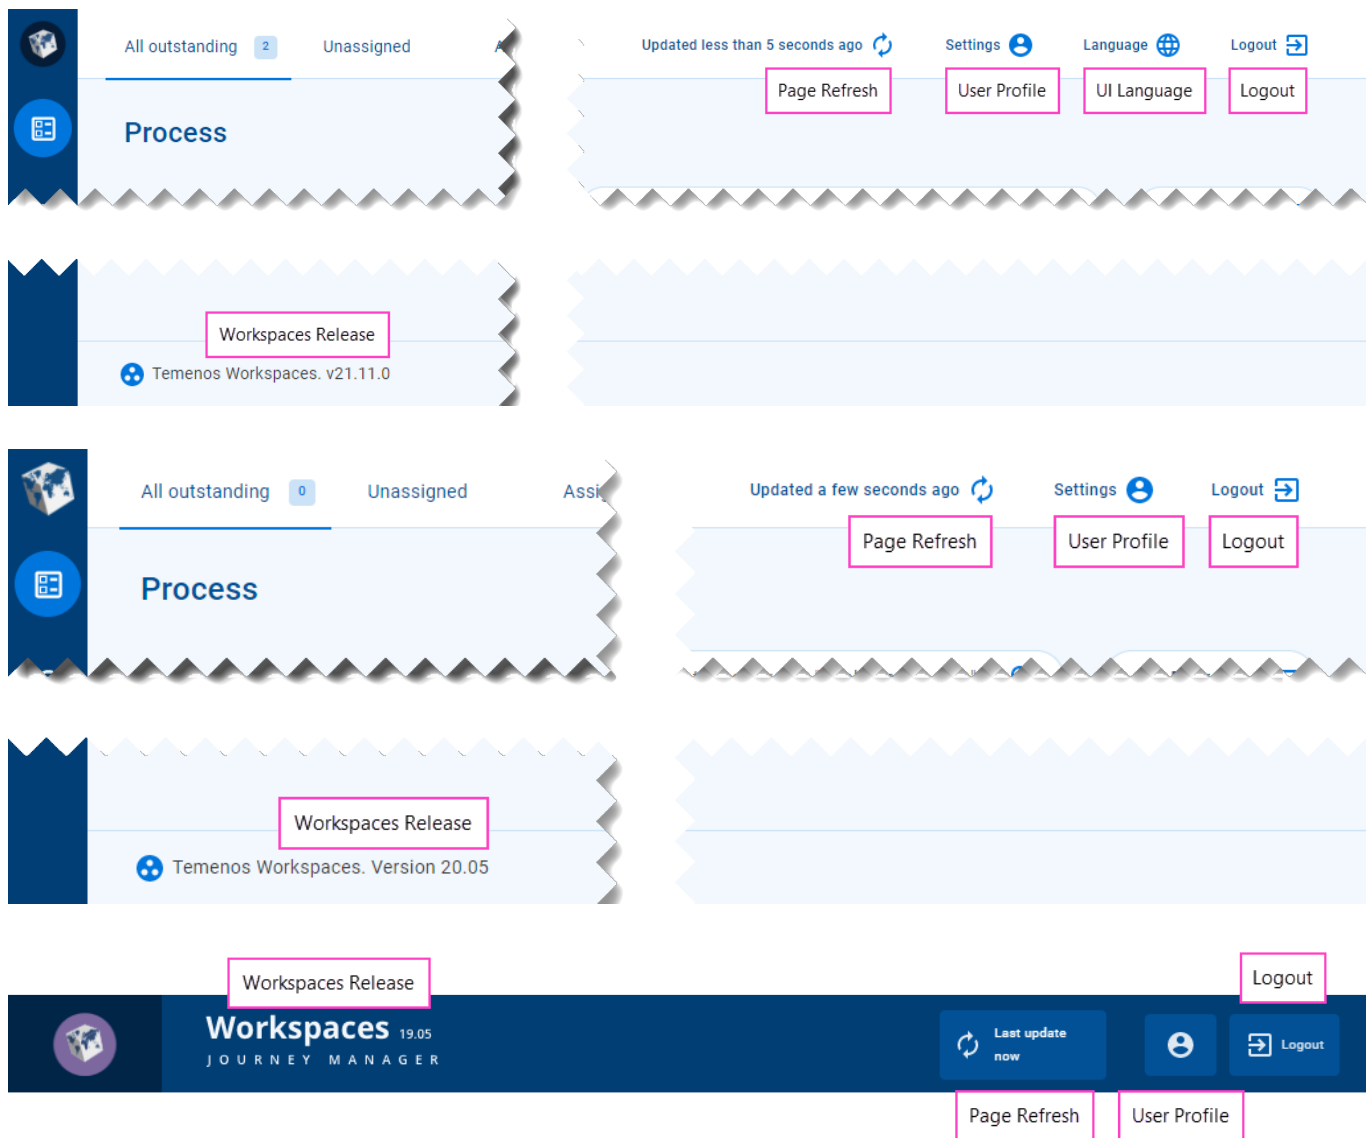 All outstanding 2 Unassigned
Updated less than 5 seconds ago Settings Language Logout
Page Refresh User Profile UI Language Logout
Process
Workspaces Release
Temenos Workspaces. v21.11.0
All outstanding 0 Unassigned Assi
Updated a few seconds ago Settings Logout
Page Refresh User Profile Logout
Process
Workspaces Release
Temenos Workspaces. Version 20.05
Workspaces Release
Logout
Workspaces 19.05
JOURNEY MANAGER
Last update
now
Logout
Page Refresh User Profile